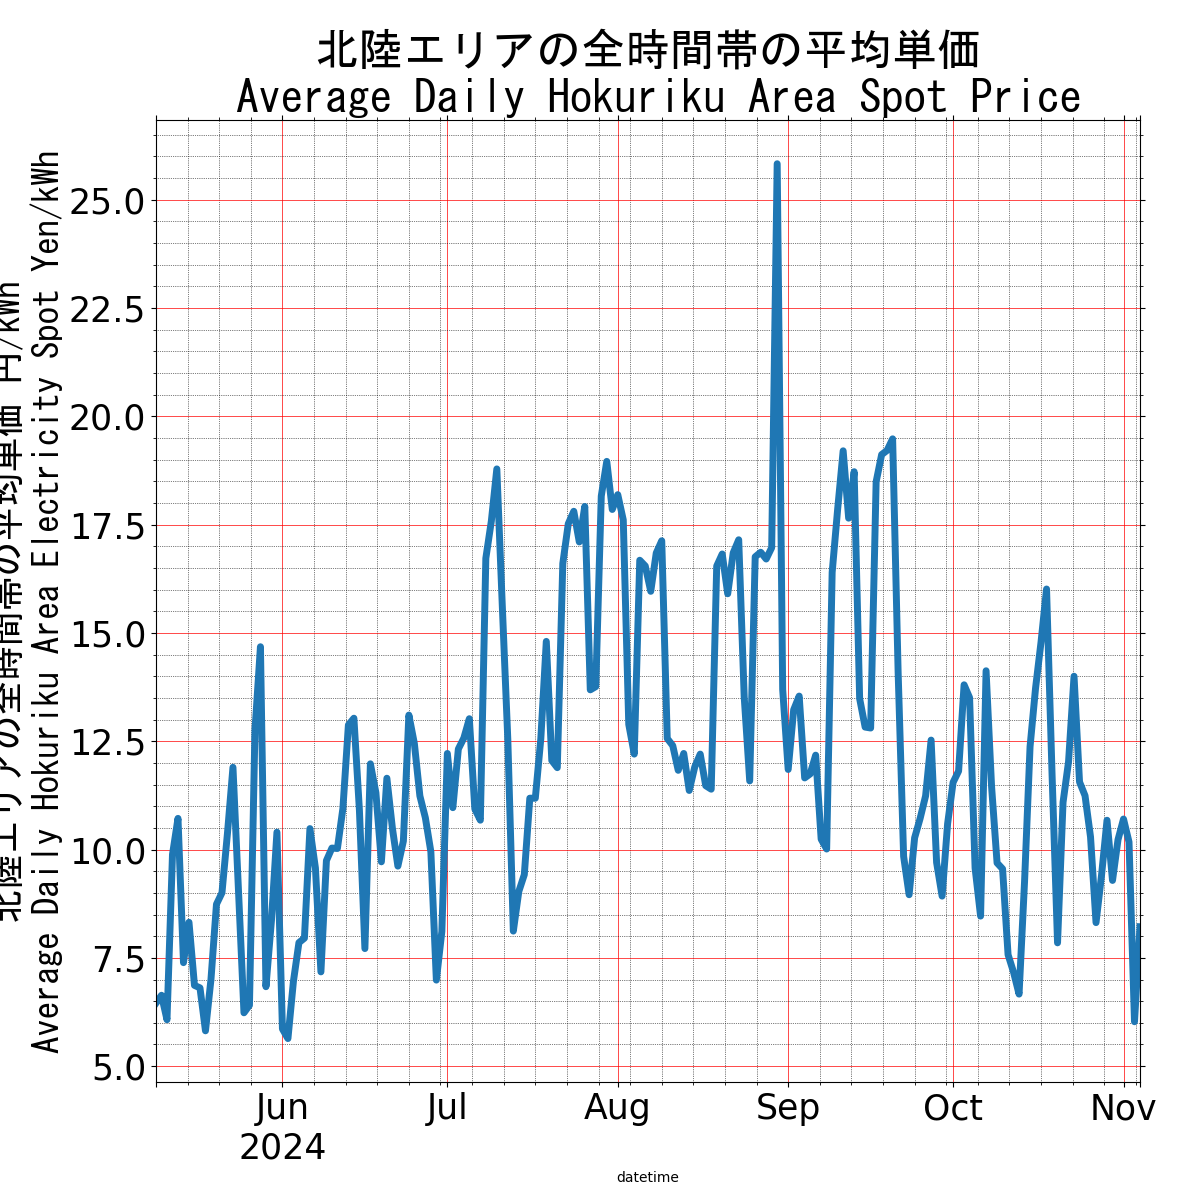 北陸エリアの全時間帯の平均単価
Average Daily Hokuriku Area Spot Price
北陸エリアの全時間帯の平均単価 円/kWh
Average Daily Hokuriku Area Electricity Spot Yen/kWh
25.0
22.5
20.0
17.5
15.0
12.5
10.0
7.5
5.0
Jun
2024
Jul
Aug
Sep
Oct
Nov
datetime